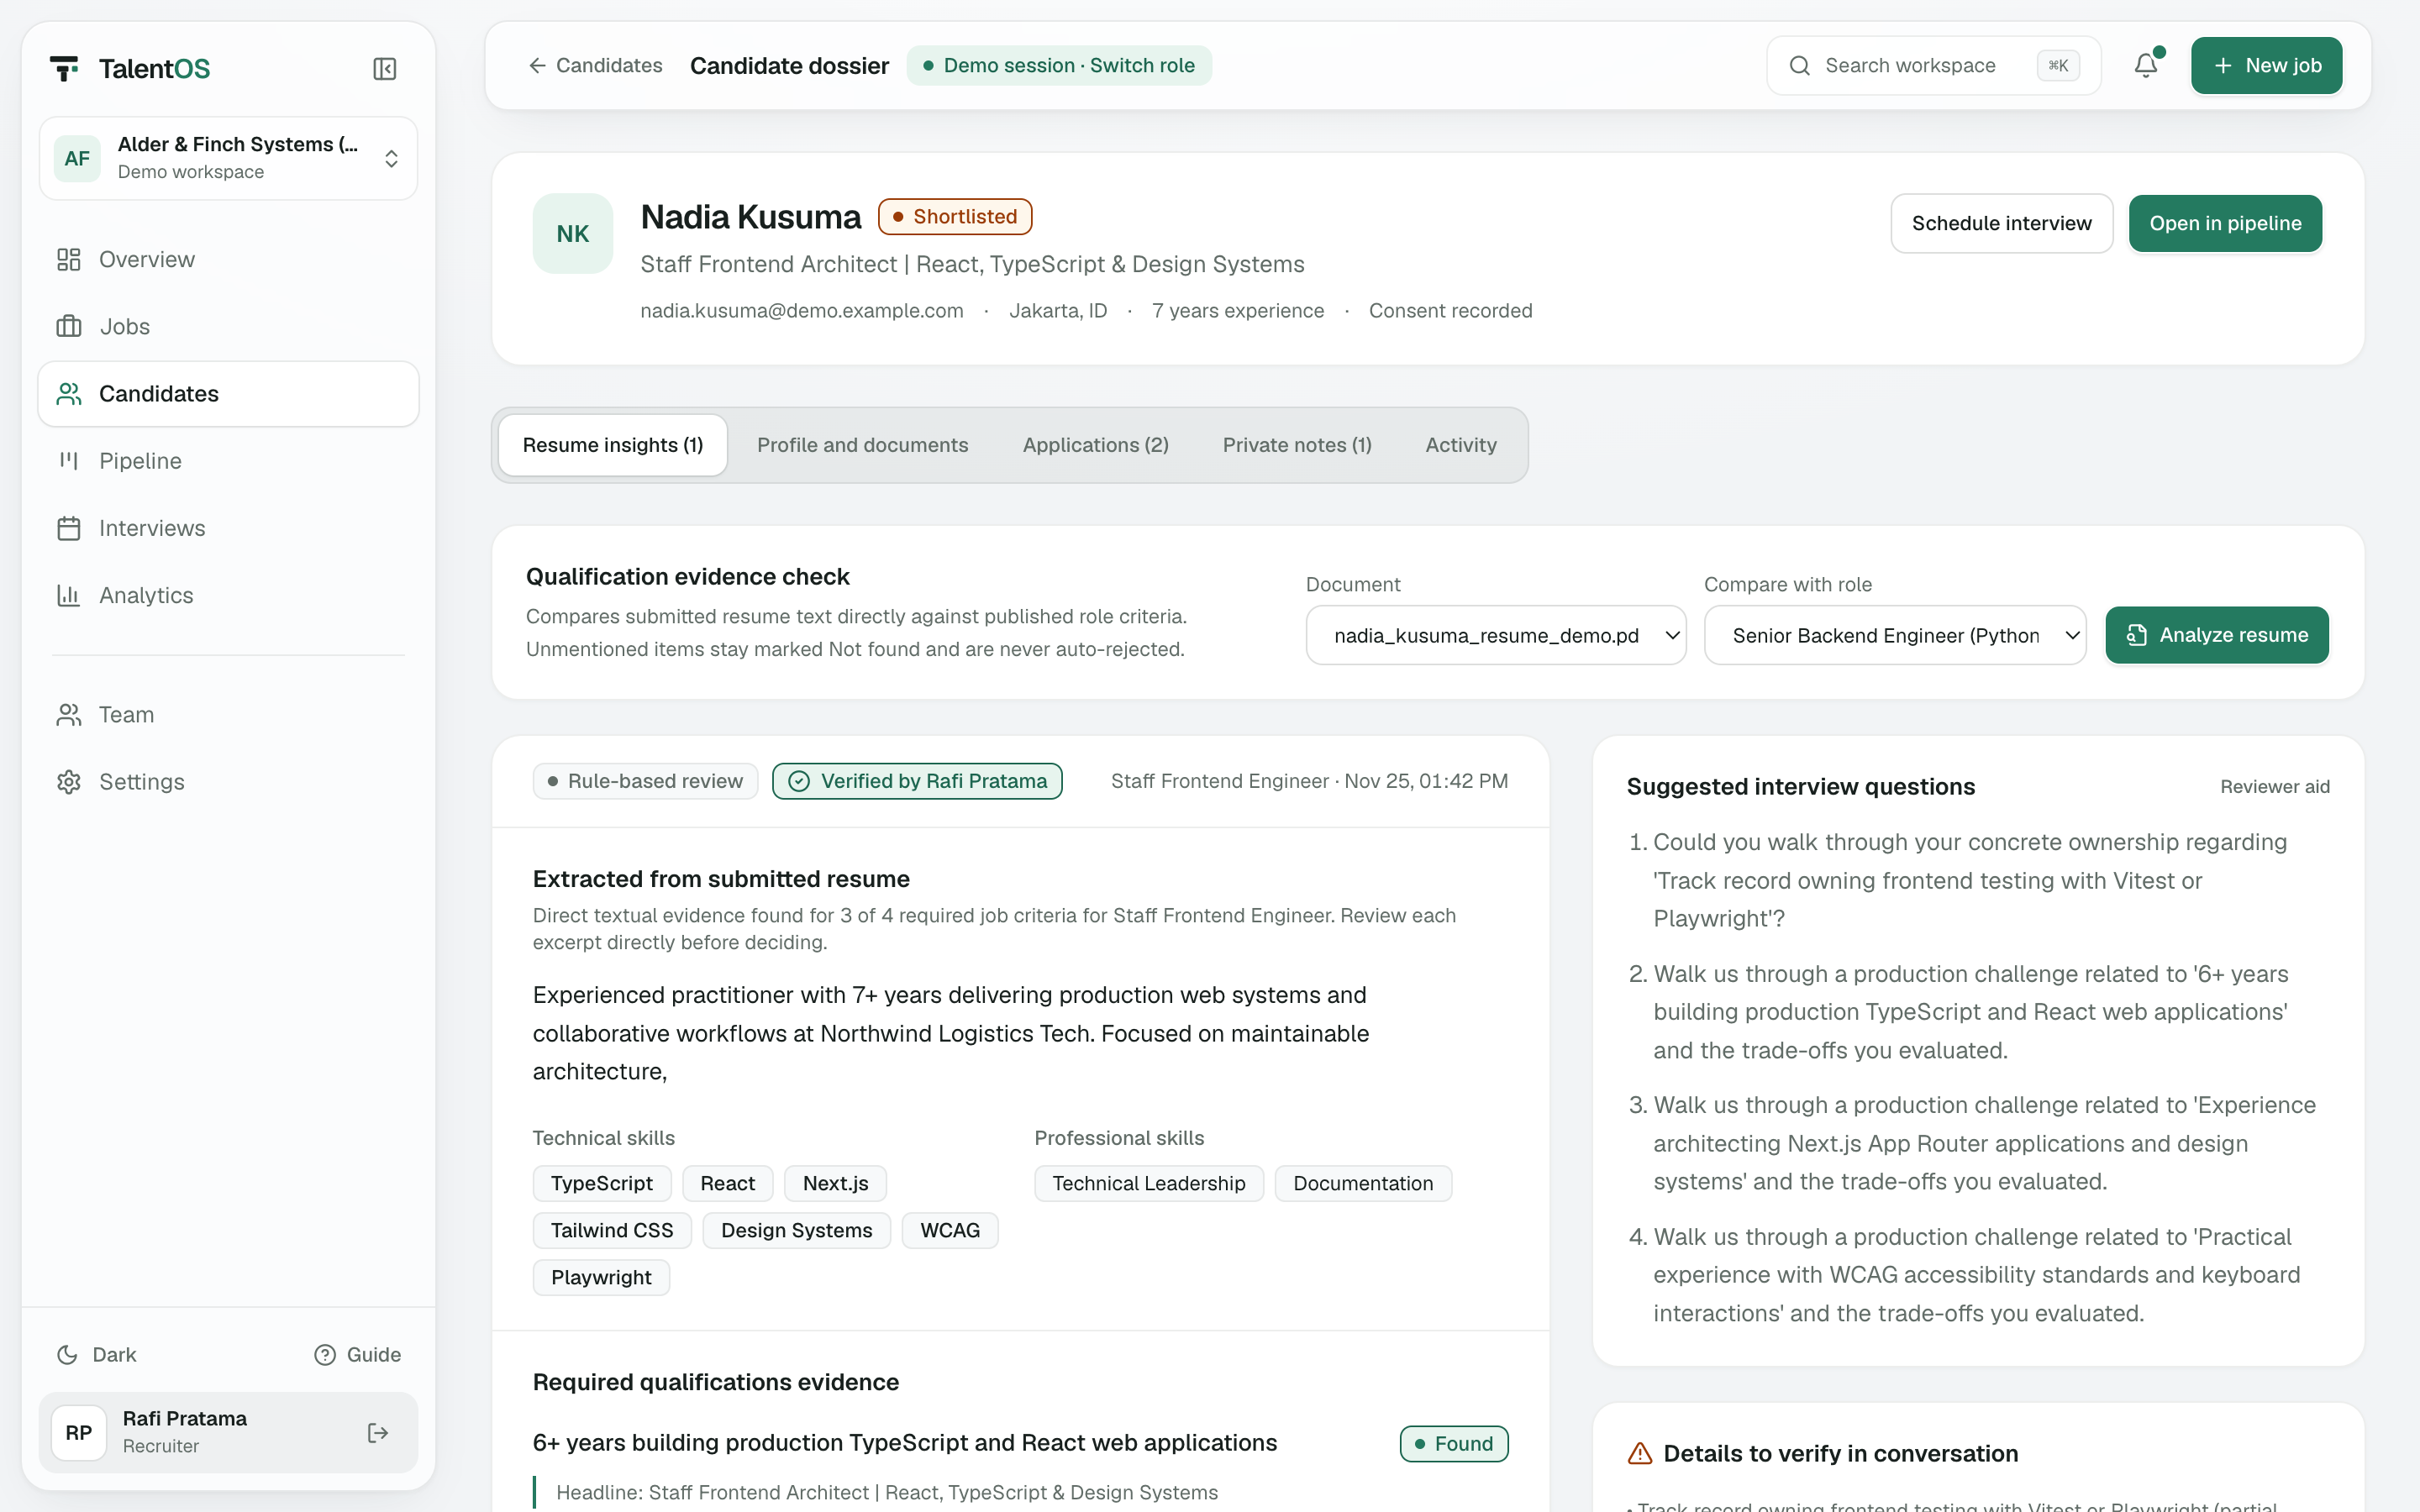 TalentOS
AF
Alder & Finch Systems (...
Demo workspace
Overview
Jobs
Candidates
Pipeline
Interviews
Analytics
Team
Settings
Dark
Guide
RP
Rafi Pratama
Recruiter
Candidates
Candidate dossier
Demo session · Switch role
Search workspace
⌘K
New job
NK
Nadia Kusuma
Shortlisted
Staff Frontend Architect | React, TypeScript & Design Systems
nadia.kusuma@demo.example.com · Jakarta, ID · 7 years experience · Consent recorded
Schedule interview
Open in pipeline
Resume insights (1)
Profile and documents
Applications (2)
Private notes (1)
Activity
Qualification evidence check
Compares submitted resume text directly against published role criteria.
Unmentioned items stay marked Not found and are never auto-rejected.
Document
nadia_kusuma_resume_demo.pd
Compare with role
Senior Backend Engineer (Python
Analyze resume
Rule-based review
Verified by Rafi Pratama
Staff Frontend Engineer · Nov 25, 01:42 PM
Extracted from submitted resume
Direct textual evidence found for 3 of 4 required job criteria for Staff Frontend Engineer. Review each
excerpt directly before deciding.
Experienced practitioner with 7+ years delivering production web systems and
collaborative workflows at Northwind Logistics Tech. Focused on maintainable
architecture,
Technical skills
TypeScript
React
Next.js
Tailwind CSS
Design Systems
WCAG
Playwright
Professional skills
Technical Leadership
Documentation
Required qualifications evidence
6+ years building production TypeScript and React web applications
Found
Headline: Staff Frontend Architect | React, TypeScript & Design Systems
Suggested interview questions
Reviewer aid
1. Could you walk through your concrete ownership regarding
'Track record owning frontend testing with Vitest or
Playwright'?
2. Walk us through a production challenge related to '6+ years
building production TypeScript and React web applications'
and the trade-offs you evaluated.
3. Walk us through a production challenge related to 'Experience
architecting Next.js App Router applications and design
systems' and the trade-offs you evaluated.
4. Walk us through a production challenge related to 'Practical
experience with WCAG accessibility standards and keyboard
interactions' and the trade-offs you evaluated.
Details to verify in conversation
• Track record owning frontend testing with Vitest or Playwright (partial